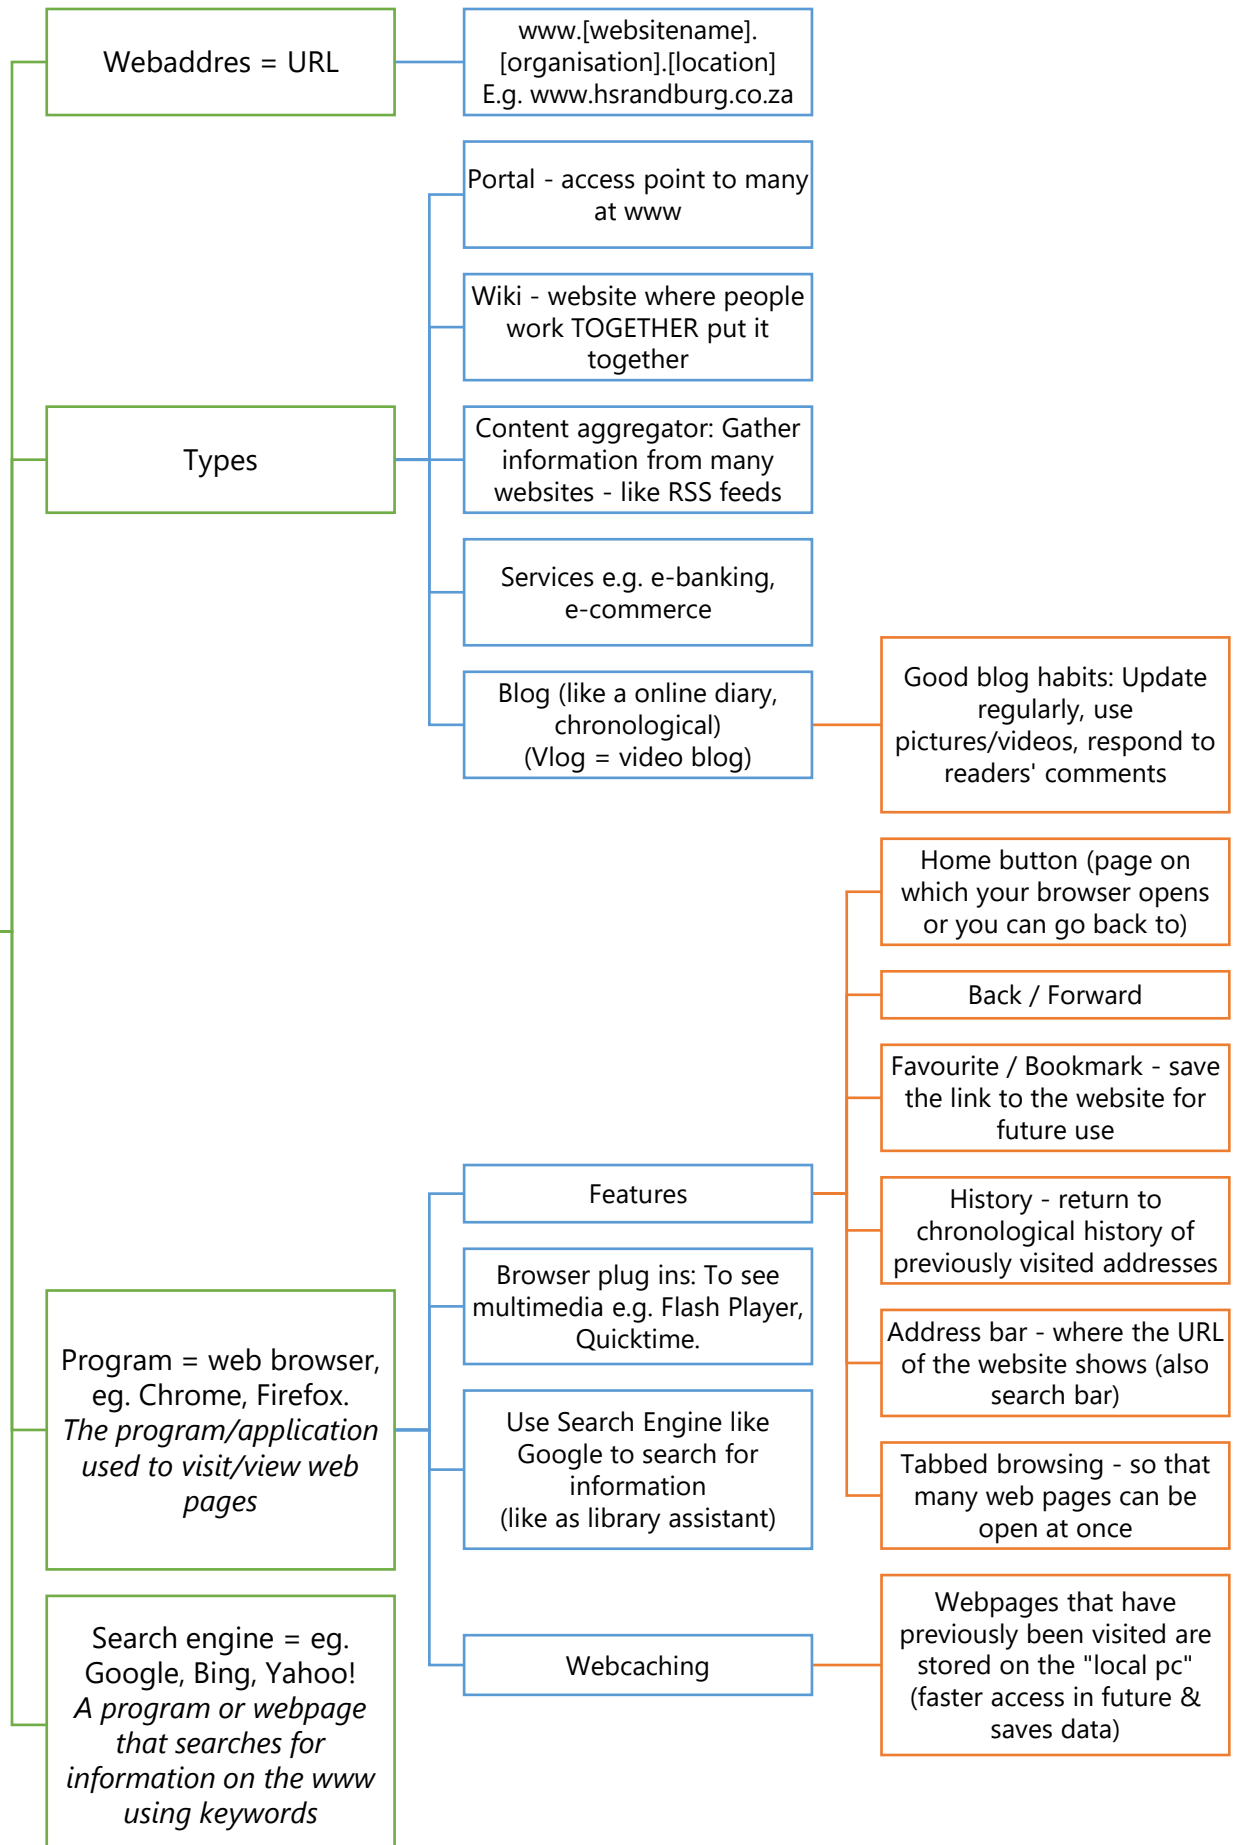 Webaddres = URL
www.[websitename].
[organisation].[location]
E.g. www.hsrandburg.co.za
Types
Portal - access point to many
at www
Wiki - website where people
work TOGETHER put it
together
Content aggregator: Gather
information from many
websites - like RSS feeds
Services e.g. e-banking,
e-commerce
Blog (like a online diary,
chronological)
(Vlog = video blog)
Good blog habits: Update
regularly, use
pictures/videos, respond to
readers' comments
Program = web browser,
eg. Chrome, Firefox.
The program/application
used to visit/view web
pages
Features
Home button (page on
which your browser opens
or you can go back to)
Back / Forward
Favourite / Bookmark - save
the link to the website for
future use
History - return to
chronological history of
previously visited addresses
Address bar - where the URL
of the website shows (also
search bar)
Tabbed browsing - so that
many web pages can be
open at once
Browser plug ins: To see
multimedia e.g. Flash Player,
Quicktime.
Use Search Engine like
Google to search for
information
(like as library assistant)
Webcaching
Webpages that have
previously been visited are
stored on the "local pc"
(faster access in future &
saves data)
Search engine = eg.
Google, Bing, Yahoo!
A program or webpage
that searches for
information on the www
using keywords